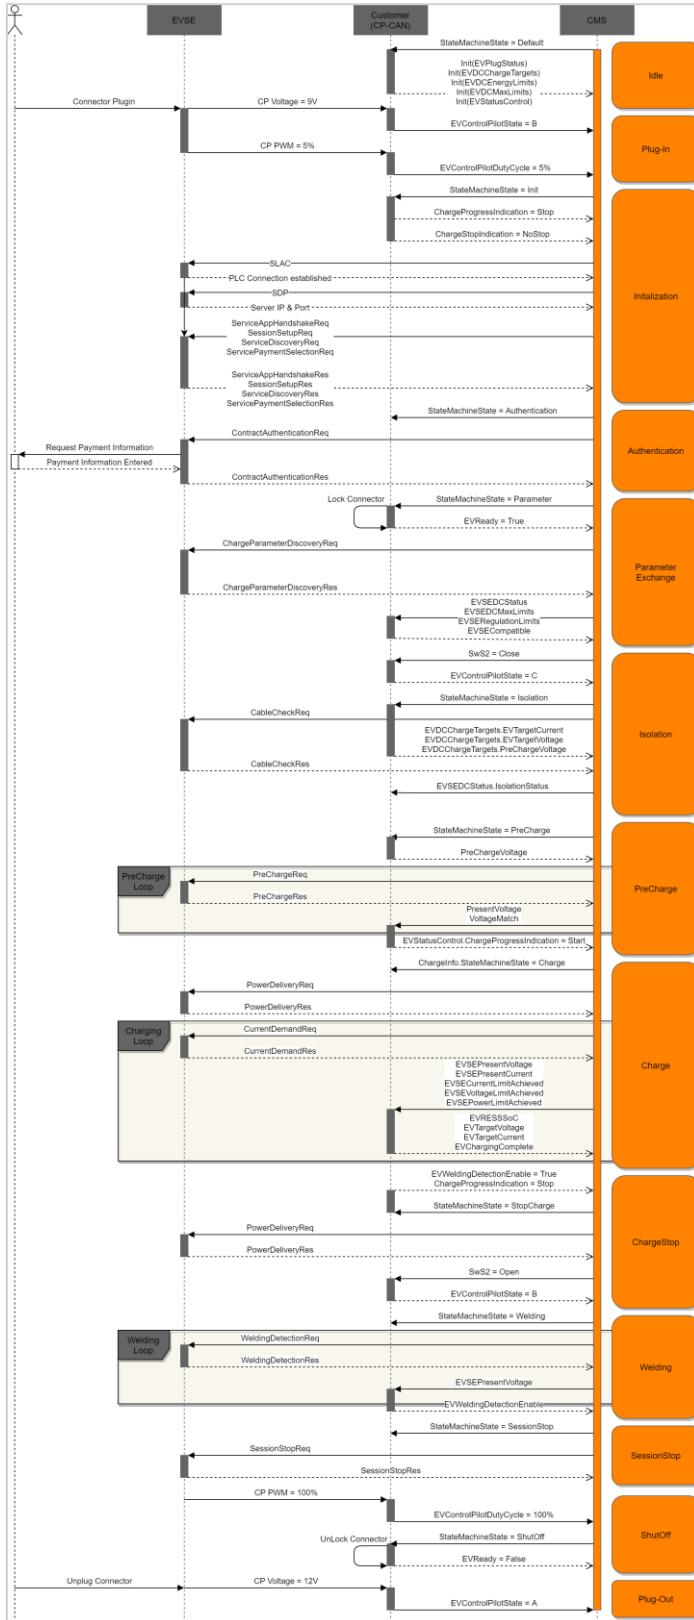 EVSE
Customer
(CP-CAN)
CMS
StateMachineState = Default
Idle
Init(EVPlugStatus)
Init(EVDCChargeTargets)
Init(EVDCEnergyLimits)
Init(EVDCMaxLimits)
Init(EVStatusControl)
Connector Plugin
CP Voltage = 9V
EVControlPilotState = B
Plug-In
CP PWM = 5%
EVControlPilotDutyCycle = 5%
StateMachineState = Init
ChargeProgressIndication = Stop
ChargeStopIndication = NoStop
SLAC
PLC Connection established
SDP
Initalization
Server IP & Port
ServiceAppHandshakeReq
SessionSetupReq
ServiceDiscoveryReq
ServicePaymentSelectionReq
ServiceAppHandshakeRes
SessionSetupRes
ServiceDiscoveryRes
ServicePaymentSelectionRes
StateMachineState = Authentication
ContractAuthenticationReq
Request Payment Information
Authentication
Payment Information Entered
ContractAuthenticationRes
Lock Connector
StateMachineState = Parameter
EVReady = True
ChargeParameterDiscoveryReq
Parameter
Exchange
ChargeParameterDiscoveryRes
EVSEDCStatus
EVSEDCMaxLimits
EVSERegulationLimits
EVSECompatible
SwS2 = Close
EVControlPilotState = C
StateMachineState = Isolation
CableCheckReq
Isolation
EVDCChargeTargets.EVTargetCurrent
EVDCChargeTargets.EVTargetVoltage
EVDCChargeTargets.PreChargeVoltage
CableCheckRes
EVSEDCStatus.IsolationStatus
StateMachineState = PreCharge
PreChargeVoltage
PreCharge
Loop
PreChargeReq
PreCharge
PreChargeRes
PresentVoltage
VoltageMatch
EVStatusControl.ChargeProgressIndication = Start
ChargeInfo.StateMachineState = Charge
PowerDeliveryReq
PowerDeliveryRes
Charging
Loop
CurrentDemandReq
CurrentDemandRes
Charge
EVSEPresentVoltage
EVSEPresentCurrent
EVSECurrentLimitAchieved
EVSEVoltageLimitAchieved
EVSEPowerLimitAchieved
EVRESSSoC
EVTargetVoltage
EVTargetCurrent
EVChargingComplete
EVWeldingDetectionEnable = True
ChargeProgressIndication = Stop
StateMachineState = StopCharge
PowerDeliveryReq
ChargeStop
PowerDeliveryRes
SwS2 = Open
EVControlPilotState = B
StateMachineState = Welding
Welding
Loop
WeldingDetectionReq
WeldingDetectionRes
Welding
EVSEPresentVoltage
EVWeldingDetectionEnable
StateMachineState = SessionStop
SessionStopReq
SessionStop
SessionStopRes
CP PWM = 100%
EVControlPilotDutyCycle = 100%
UnLock Connector
StateMachineState = ShutOff
ShutOff
EVReady = False
Unplug Connector
CP Voltage = 12V
Plug-Out
EVControlPilotState = A